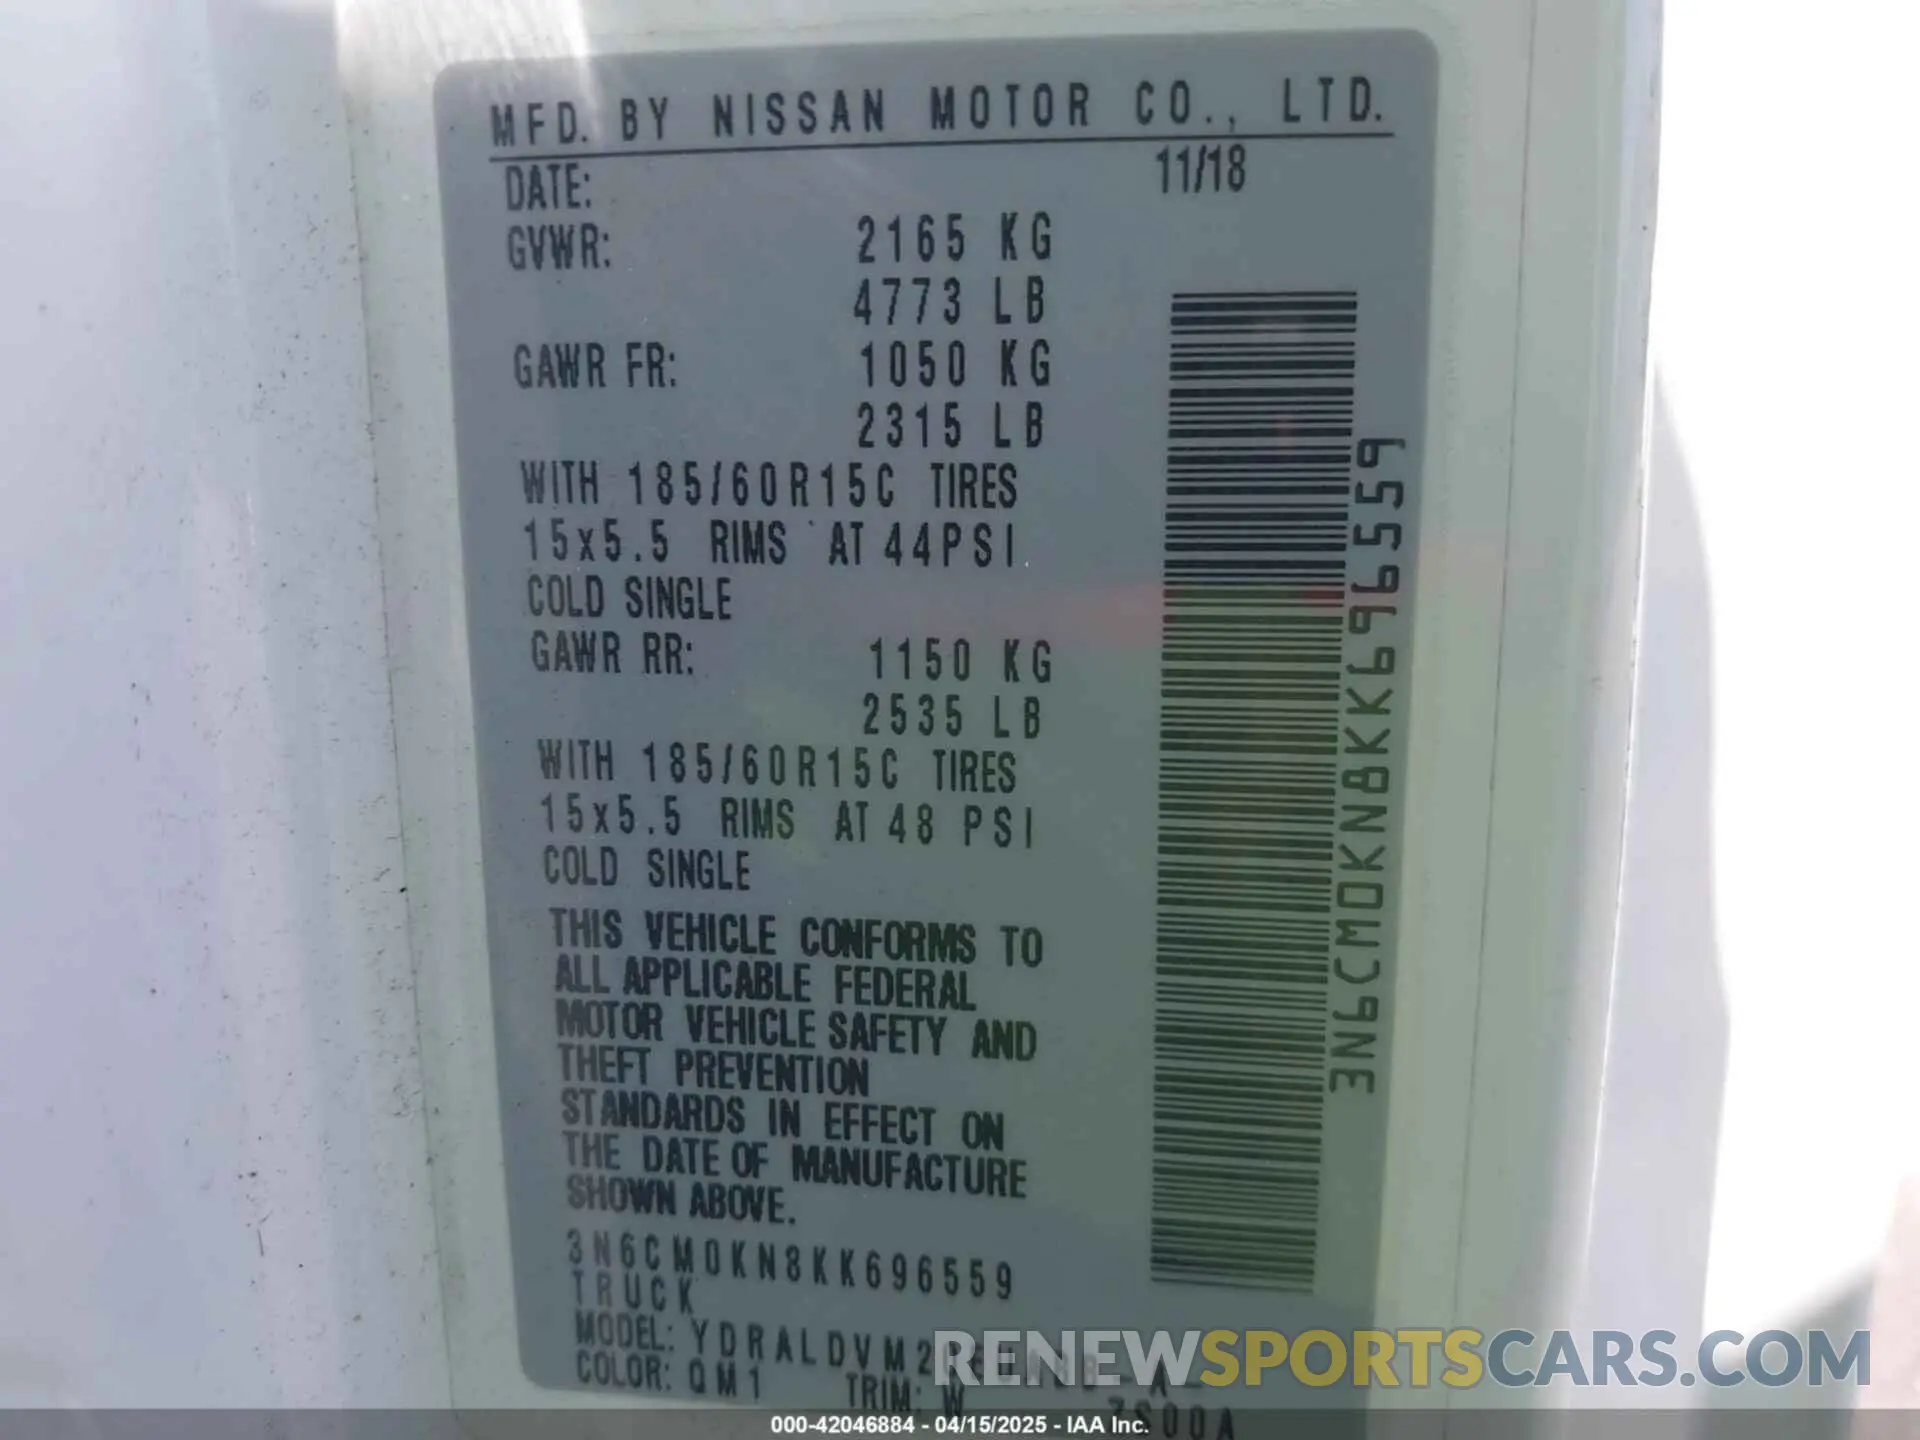 MFD. BY NISSAN MOTOR CO., LTD.
DATE: 11/18
GVWR: 2165 KG
4773 LB
GAWR FR: 1050 KG
2315 LB
WITH 185/60R15C TIRES
15x5.5 RIMS AT 44PSI
COLD SINGLE
GAWR RR: 1150 KG
2535 LB
WITH 185/60R15C TIRES
15x5.5 RIMS AT 48 PSI
COLD SINGLE
THIS VEHICLE CONFORMS TO
ALL APPLICABLE FEDERAL
MOTOR VEHICLE SAFETY AND
THEFT PREVENTION
STANDARDS IN EFFECT ON
THE DATE OF MANUFACTURE
SHOWN ABOVE.
3N6CM0KN8KK696559
TRUCK
MODEL:
COLOR: QM1 TRIM: W
3N6CM0KN8KK696559
RENEWSPORTSCARS.COM
000-42046884 - 04/15/2025 - IAA Inc.